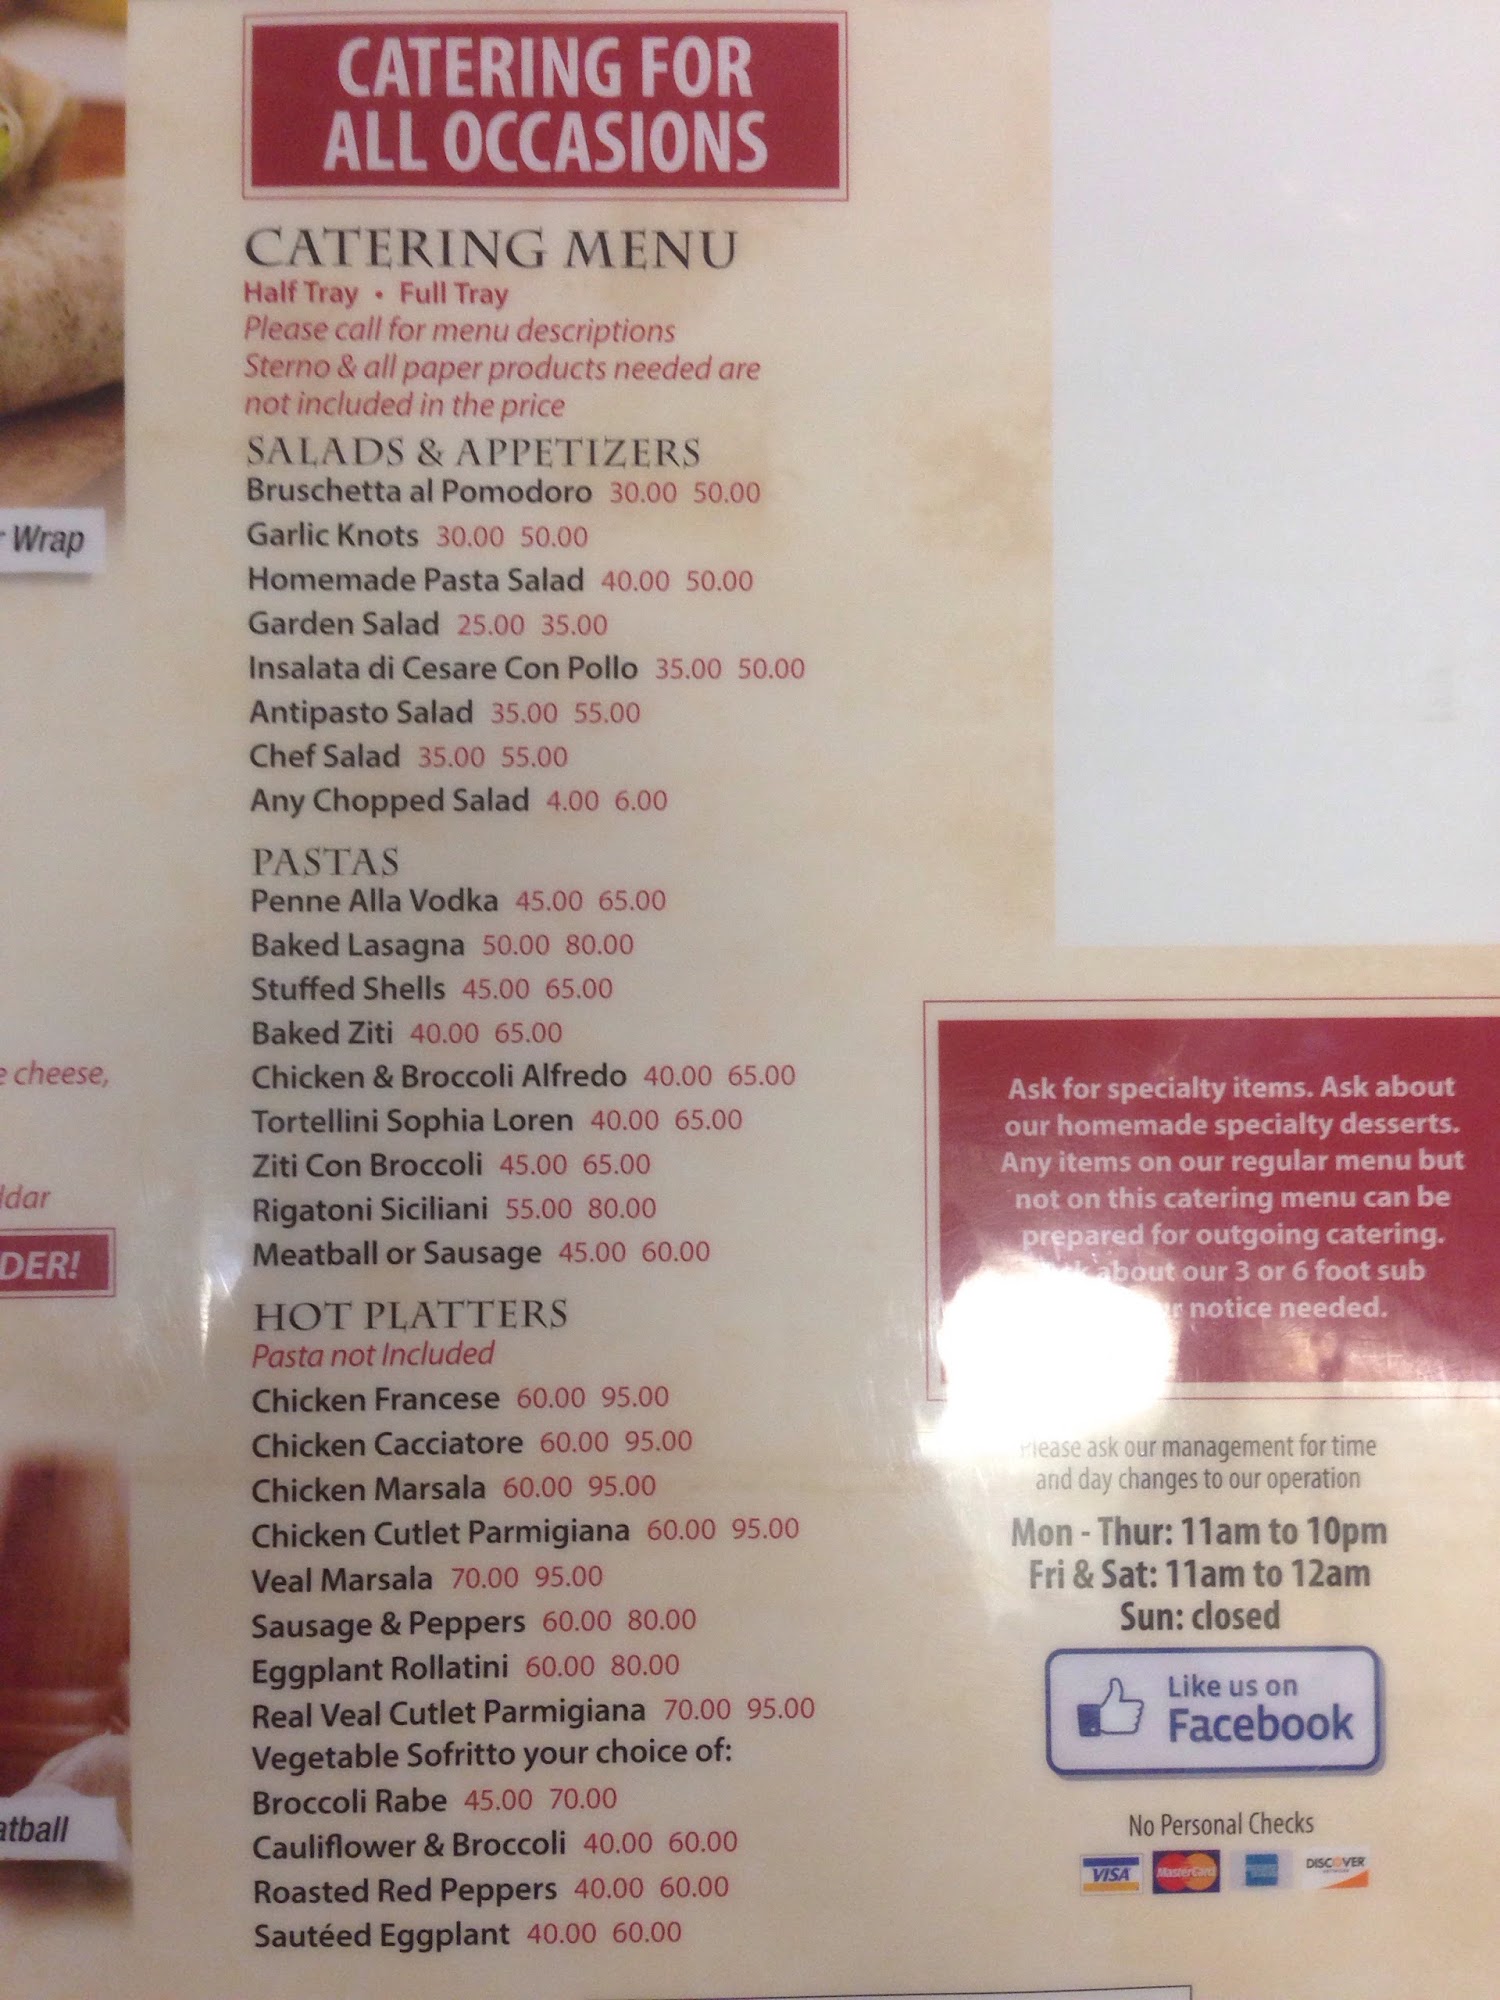 CATERING FOR
ALL OCCASIONS
CATERING MENU
Half Tray • Full Tray
Please call for menu descriptions
Sterno & all paper products needed are
not included in the price
SALADS & APPETIZERS
Bruschetta al Pomodoro 30.00 50.00
Garlic Knots 30.00 50.00
Homemade Pasta Salad 40.00 50.00
Garden Salad 25.00 35.00
Insalata di Cesare Con Pollo 35.00 50.00
Antipasto Salad 35.00 55.00
Chef Salad 35.00 55.00
Any Chopped Salad 4.00 6.00
PASTAS
Penne Alla Vodka 45.00 65.00
Baked Lasagna 50.00 80.00
Stuffed Shells 45.00 65.00
Baked Ziti 40.00 65.00
Chicken & Broccoli Alfredo 40.00 65.00
Tortellini Sophia Loren 40.00 65.00
Ziti Con Broccoli 45.00 65.00
Rigatoni Siciliani 55.00 80.00
Meatball or Sausage 45.00 60.00
HOT PLATTERS
Pasta not Included
Chicken Francese 60.00 95.00
Chicken Cacciatore 60.00 95.00
Chicken Marsala 60.00 95.00
Chicken Cutlet Parmigiana 60.00 95.00
Veal Marsala 70.00 95.00
Sausage & Peppers 60.00 80.00
Eggplant Rollatini 60.00 80.00
Real Veal Cutlet Parmigiana 70.00 95.00
Vegetable Sofritto your choice of:
Broccoli Rabe 45.00 70.00
Cauliflower & Broccoli 40.00 60.00
Roasted Red Peppers 40.00 60.00
Sautéed Eggplant 40.00 60.00
Wrap
cheese,
Ask for specialty items. Ask about
our homemade specialty desserts.
Any items on our regular menu but
not on this catering menu can be
prepared for outgoing catering.
about our 3 or 6 foot sub
notice needed.
Please ask our management for time
and day changes to our operation
Mon - Thur: 11am to 10pm
Fri & Sat: 11am to 12am
Sun: closed
Like us on
Facebook
No Personal Checks
VISA MasterCard DISCOVER